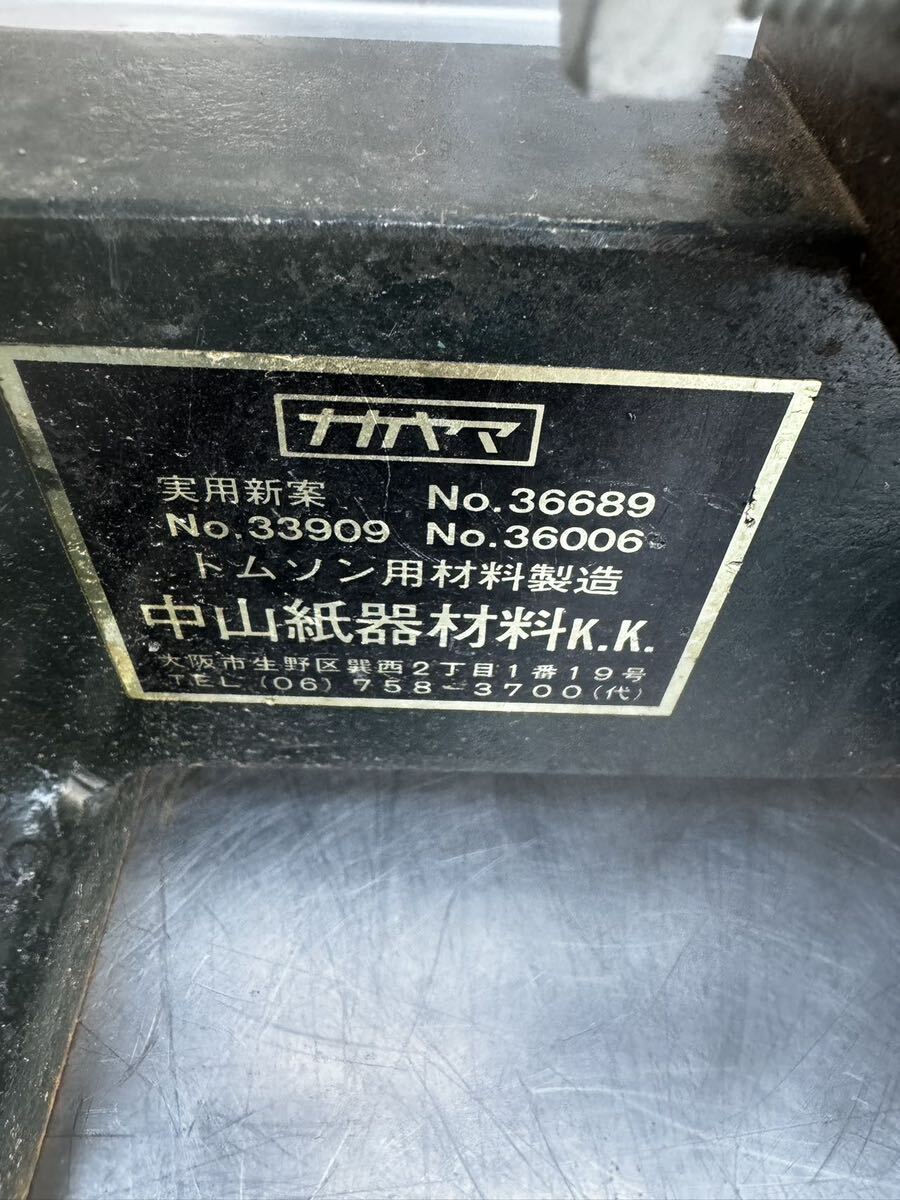 ナカヤマ
実用新案 No.36689
No.33909 No.36006
トムソン用材料製造
中山紙器材料K.K.
大阪市生野区巽西2丁目1番19号
TEL (06) 758-3700(代)